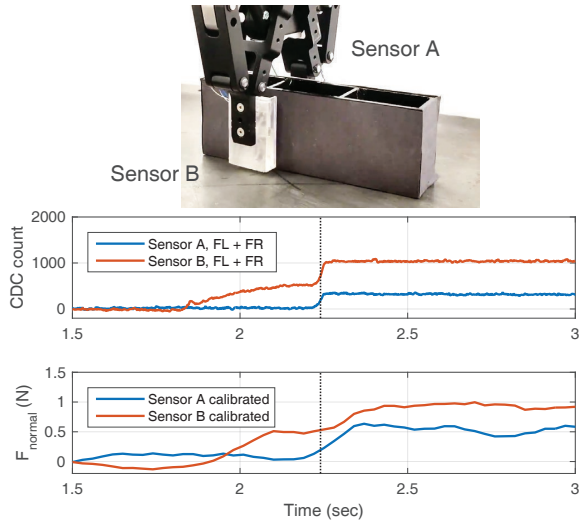 Sensor A
Sensor B
2000
1000
0
CDC count
Sensor A, FL + FR
Sensor B, FL + FR
1.5
2
2.5
3
1.5
1
0.5
0
F_normal (N)
Sensor A calibrated
Sensor B calibrated
1.5
2
2.5
3
Time (sec)